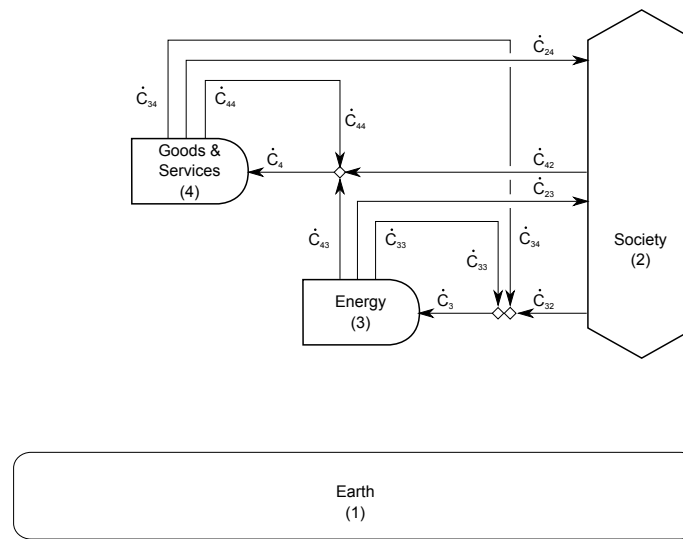 Ċ₂₄
Ċ₃₄
Ċ₄₄
Ċ₄₄
Goods &
Services
(4)
Ċ₄
Ċ₄₂
Ċ₂₃
Ċ₄₃
Ċ₃₃
Ċ₃₄
Ċ₃₃
Society
(2)
Energy
(3)
Ċ₃
Ċ₃₂
Earth
(1)